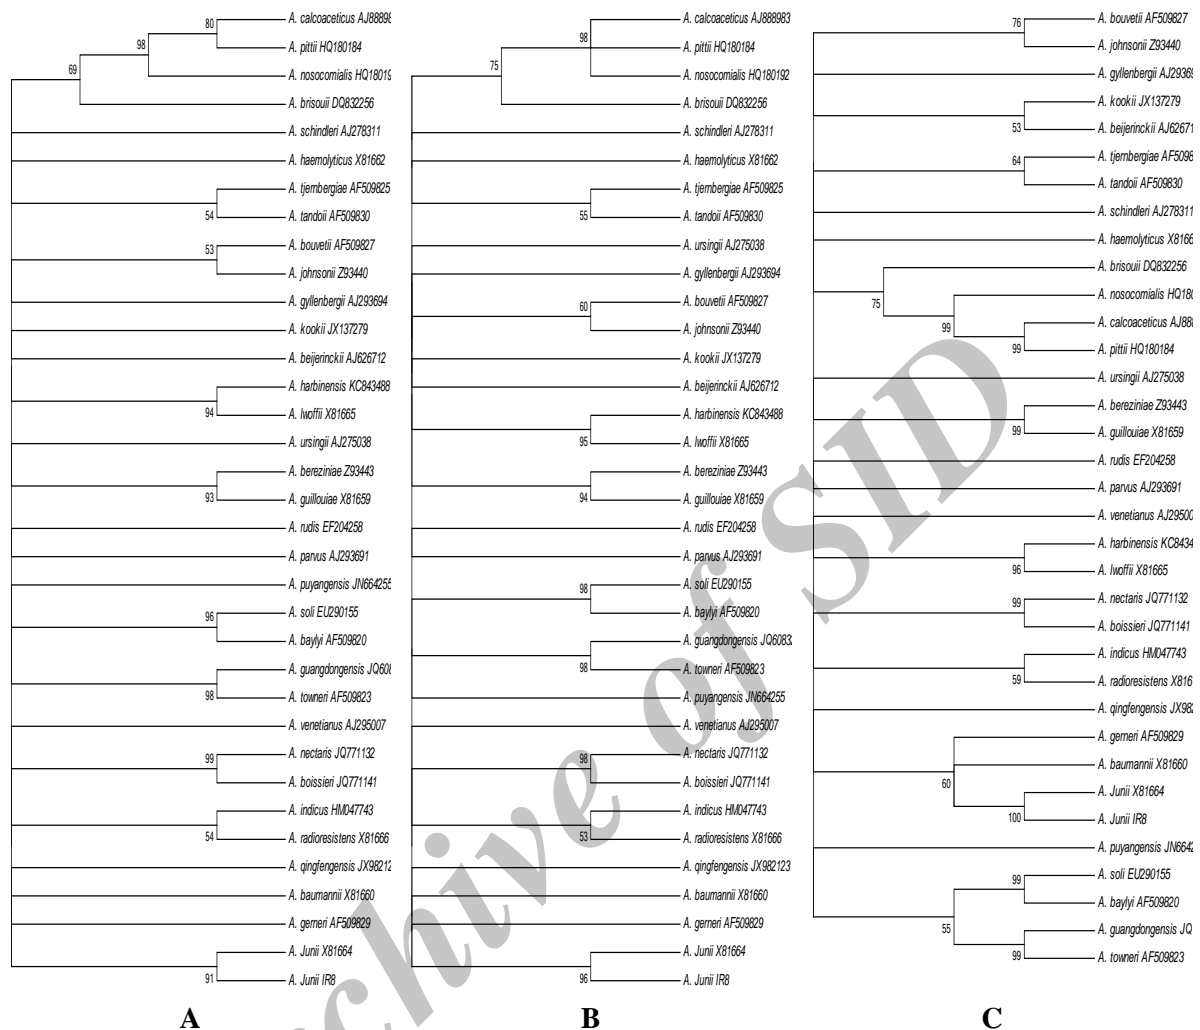 A. calcoaceticus AJ88898
80
A. pittii HQ180184
98
A. nosocomialis HQ18019
69
A. brisouii DQ832256
A. schindleri AJ278311
A. haemolyticus X81662
A. tjernbergiae AF509825
54
A. tandoii AF509830
53
A. bouvetii AF509827
A. johnsonii Z93440
A. gyllenbergii AJ293694
A. kookii JX137279
A. beijerinckii AJ626712
A. harbinensis KC843488
94
A. lwoffii X81665
A. ursingii AJ275038
A. bereziniae Z93443
93
A. guillouiae X81659
A. rudis EF204258
A. parvus AJ293691
A. puyangensis JN664255
96
A. soli EU290155
A. baylyi AF509820
A. guangdongensis JQ608
98
A. towneri AF509823
A. venetianus AJ295007
99
A. nectaris JQ771132
A. boissieri JQ771141
A. indicus HM047743
54
A. radioresistens X81666
A. qingfengensis JX98212
A. baumannii X81660
A. gerneri AF509829
A. Junii X81664
91
A. Junii IR8
A
A. calcoaceticus AJ888983
98
A. pittii HQ180184
75
A. nosocomialis HQ180192
A. brisouii DQ832256
A. schindleri AJ278311
A. haemolyticus X81662
A. tjernbergiae AF509825
55
A. tandoii AF509830
A. ursingii AJ275038
A. gyllenbergii AJ293694
60
A. bouvetii AF509827
A. johnsonii Z93440
A. kookii JX137279
A. beijerinckii AJ626712
A. harbinensis KC843488
95
A. lwoffii X81665
A. bereziniae Z93443
94
A. guillouiae X81659
A. rudis EF204258
A. parvus AJ293691
98
A. soli EU290155
A. baylyi AF509820
A. guangdongensis JQ6083
98
A. towneri AF509823
A. puyangensis JN664255
A. venetianus AJ295007
98
A. nectaris JQ771132
A. boissieri JQ771141
A. indicus HM047743
53
A. radioresistens X81666
A. qingfengensis JX982123
A. baumannii X81660
A. gerneri AF509829
A. Junii X81664
96
A. Junii IR8
B
76
A. bouvetii AF509827
A. johnsonii Z93440
A. gyllenbergii AJ29369
A. kookii JX137279
53
A. beijerinckii AJ62671
64
A. tjernbergiae AF5098
A. tandoii AF509830
A. schindleri AJ278311
A. haemolyticus X8166
A. brisouii DQ832256
75
A. nosocomialis HQ180
99
A. calcoaceticus AJ88
99
A. pittii HQ180184
A. ursingii AJ275038
A. bereziniae Z93443
99
A. guillouiae X81659
A. rudis EF204258
A. parvus AJ293691
A. venetianus AJ29500
A. harbinensis KC8434
96
A. lwoffii X81665
99
A. nectaris JQ771132
A. boissieri JQ771141
A. indicus HM047743
59
A. radioresistens X816
A. qingfengensis JX982
A. gerneri AF509829
60
A. baumannii X81660
A. Junii X81664
100
A. Junii IR8
A. puyangensis JN6642
99
A. soli EU290155
A. baylyi AF509820
55
A. guangdongensis JQ
99
A. towneri AF509823
C
chive of SID